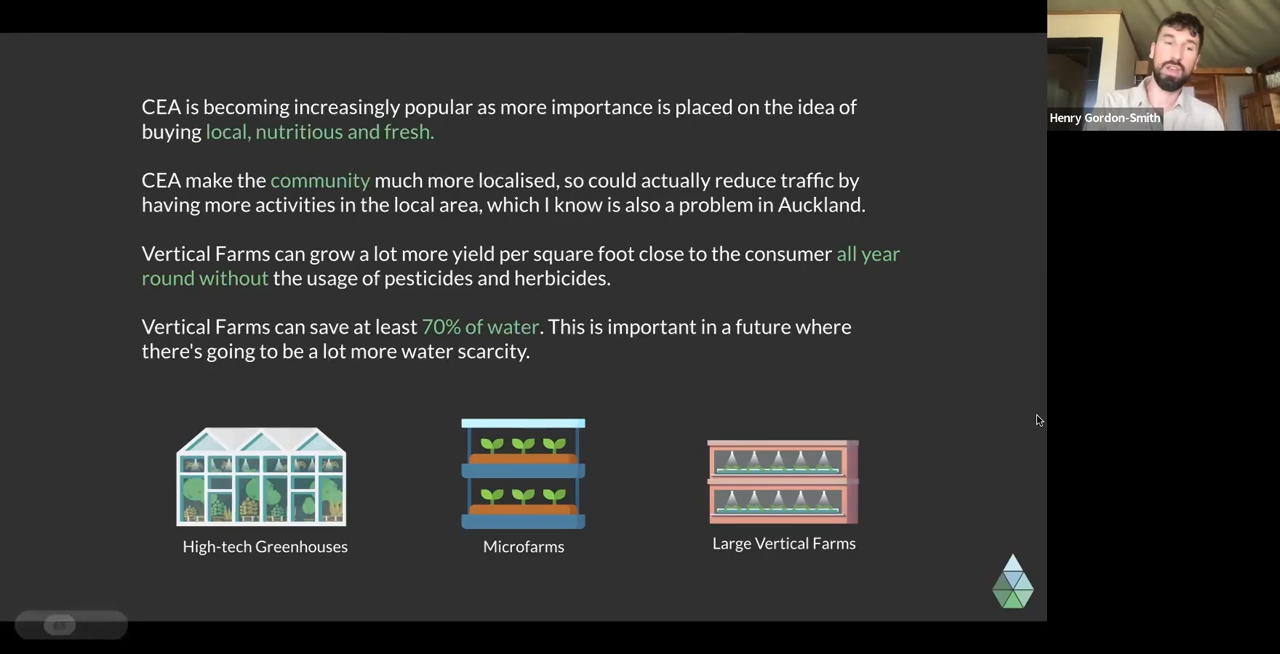 CEA is becoming increasingly popular as more importance is placed on the idea of
buying local, nutritious and fresh.
CEA make the community much more localised, so could actually reduce traffic by
having more activities in the local area, which I know is also a problem in Auckland.
Vertical Farms can grow a lot more yield per square foot close to the consumer all year
round without the usage of pesticides and herbicides.
Vertical Farms can save at least 70% of water. This is important in a future where
there's going to be a lot more water scarcity.
High-tech Greenhouses
Microfarms
Large Vertical Farms
Henry Gordon-Smith